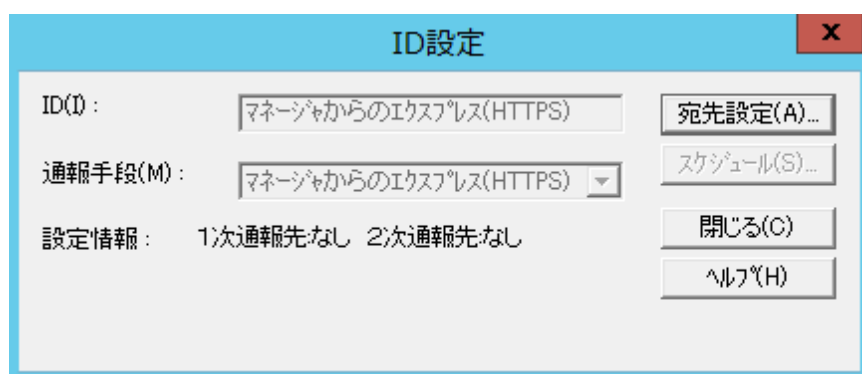 ID設定
x
ID(I) :
マネージャからのエクスプレス(HTTPS)
宛先設定(A)...
通報手段(M) :
マネージャからのエクスプレス(HTTPS)
スケジュール(S)...
設定情報 :
1次通報先:なし 2次通報先:なし
閉じる(C)
ヘルプ(H)